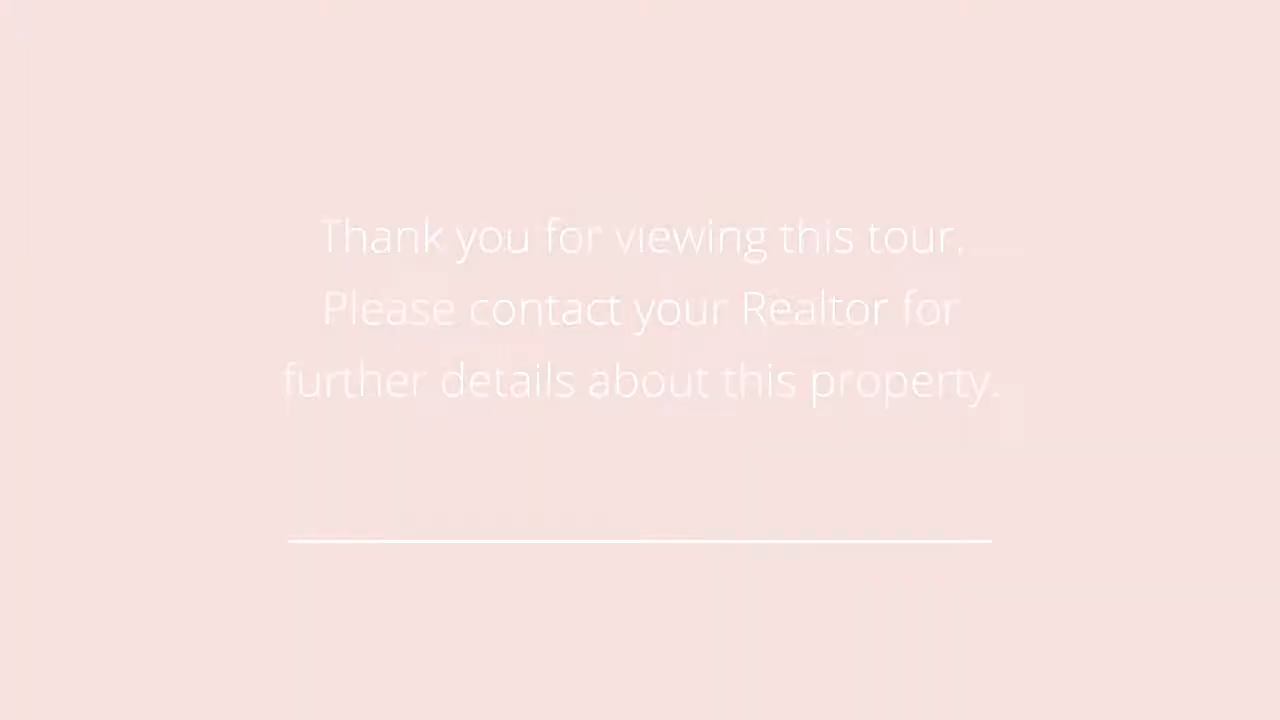 Thank you for viewing this tour.
Please contact your Realtor for
further details about this property.